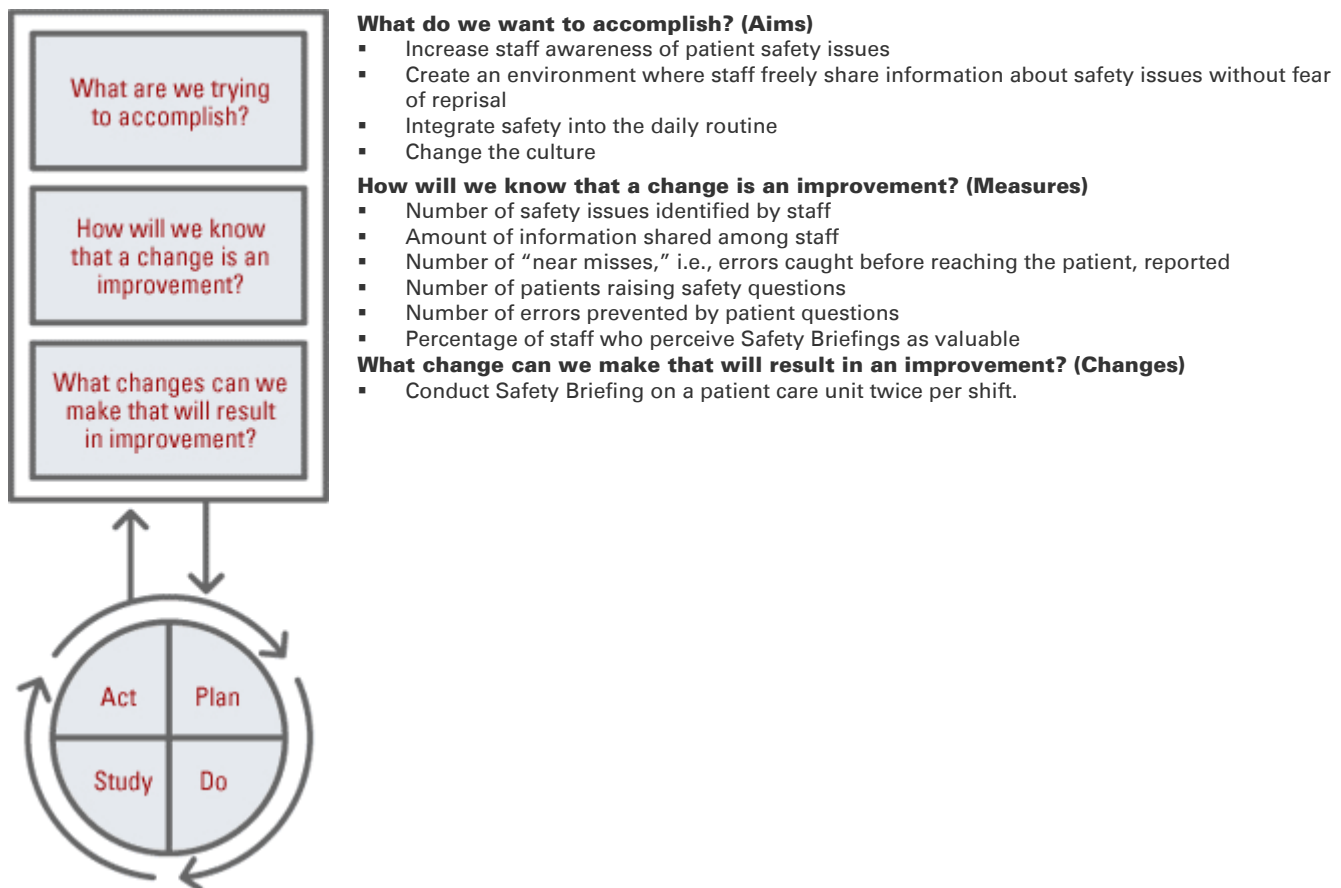 What are we trying
to accomplish?
How will we know
that a change is an
improvement?
What changes can we
make that will result
in improvement?
Act
Plan
Study
Do
What do we want to accomplish? (Aims)
▪ Increase staff awareness of patient safety issues
▪ Create an environment where staff freely share information about safety issues without fear
of reprisal
▪ Integrate safety into the daily routine
▪ Change the culture
How will we know that a change is an improvement? (Measures)
▪ Number of safety issues identified by staff
▪ Amount of information shared among staff
▪ Number of “near misses,” i.e., errors caught before reaching the patient, reported
▪ Number of patients raising safety questions
▪ Number of errors prevented by patient questions
▪ Percentage of staff who perceive Safety Briefings as valuable
What change can we make that will result in an improvement? (Changes)
▪ Conduct Safety Briefing on a patient care unit twice per shift.